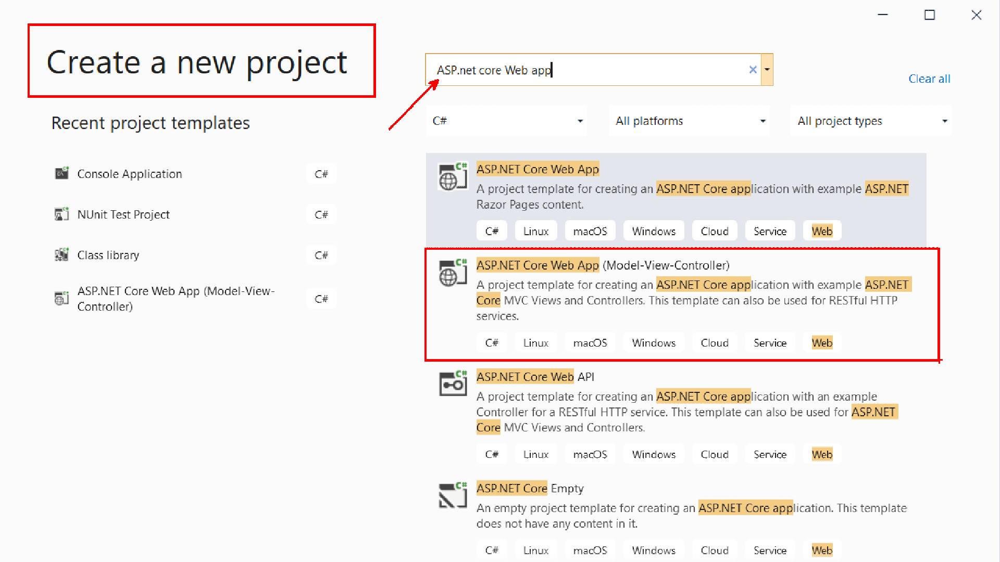 Create a new project
ASP.net core Web app
Clear all
Recent project templates
C#
All platforms
All project types
Console Application
C#
NUnit Test Project
C#
Class library
C#
ASP.NET Core Web App (Model-View-
Controller)
C#
ASP.NET Core Web App
A project template for creating an ASP.NET Core application with example ASP.NET
Razor Pages content.
C# Linux macOS Windows Cloud Service Web
ASP.NET Core Web App (Model-View-Controller)
A project template for creating an ASP.NET Core application with example ASP.NET
Core MVC Views and Controllers. This template can also be used for RESTful HTTP
services.
C# Linux macOS Windows Cloud Service Web
ASP.NET Core Web API
A project template for creating an ASP.NET Core application with an example
Controller for a RESTful HTTP service. This template can also be used for ASP.NET
Core MVC Views and Controllers.
C# Linux macOS Windows Cloud Service Web
ASP.NET Core Empty
An empty project template for creating an ASP.NET Core application. This template
does not have any content in it.
C# Linux macOS Windows Cloud Service Web